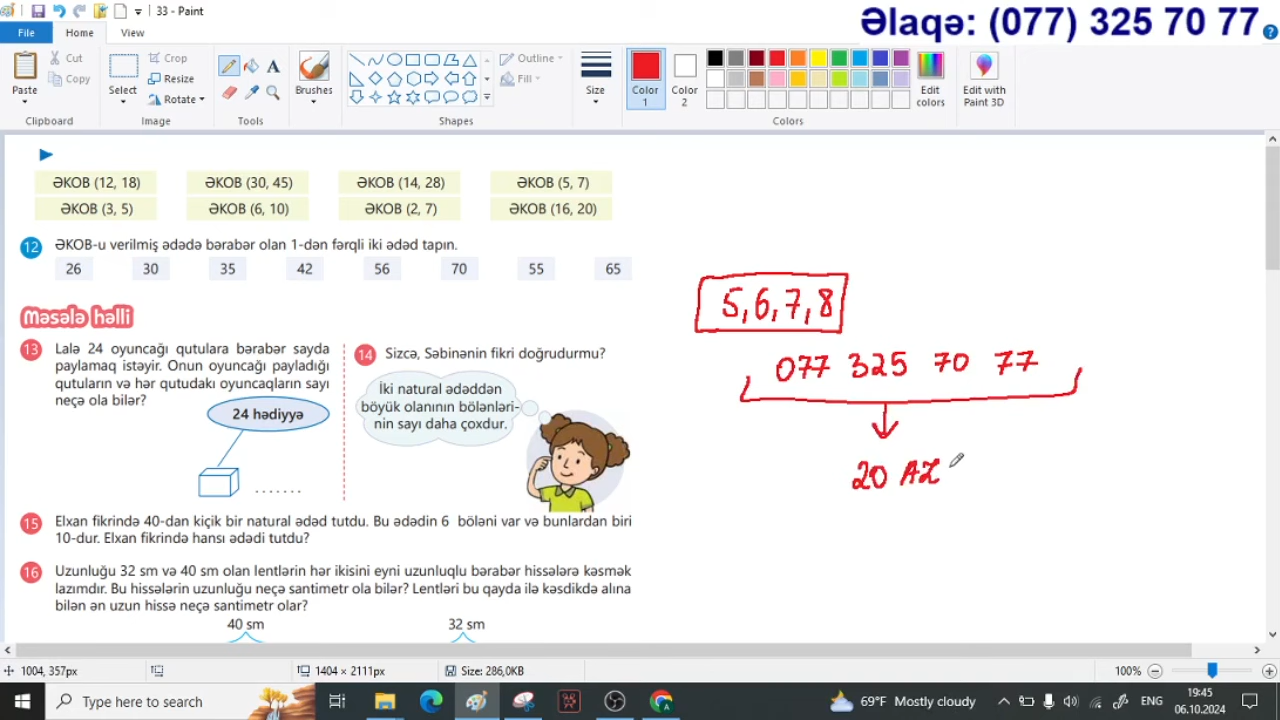 33 - Paint
Əlaqə: (077) 325 70 77
File Home View
Paste
Cut
Copy
Clipboard
Select
Crop
Resize
Rotate
Image
A
Tools
Brushes
Outline
Fill
Shapes
Size
Color 1
Color 2
Edit colors
Edit with Paint 3D
Colors
ƏKOB (12, 18) ƏKOB (30, 45) ƏKOB (14, 28) ƏKOB (5, 7)
ƏKOB (3, 5) ƏKOB (6, 10) ƏKOB (2, 7) ƏKOB (16, 20)
12 ƏKOB-u verilmiş ədədə bərabər olan 1-dən fərqli iki ədəd tapın.
26 30 35 42 56 70 55 65
Məsələ həlli
13 Lalə 24 oyuncağı qutulara bərabər sayda
paylamaq istəyir. Onun oyuncağı payladığı
qutuların və hər qutudakı oyuncaqların sayı
neçə ola bilər?
24 hədiyyə
.......
14 Sizcə, Səbinənin fikri doğrudurmu?
İki natural ədəddən
böyük olanının bölənləri-
nin sayı daha çoxdur.
15 Elxan fikrində 40-dan kiçik bir natural ədəd tutdu. Bu ədədin 6 böləni var və bunlardan biri
10-dur. Elxan fikrində hansı ədədi tutdu?
16 Uzunluğu 32 sm və 40 sm olan lentlərin hər ikisini eyni uzunluqlu bərabər hissələrə kəsmək
lazımdır. Bu hissələrin uzunluğu neçə santimetr ola bilər? Lentləri bu qayda ilə kəsdikdə alına
bilən ən uzun hissə neçə santimetr olar?
40 sm 32 sm
5, 6, 7, 8
077 325 70 77
20 AZ
1004, 357px 1404 × 2111px Size: 286,0KB 100%
Type here to search
69°F Mostly cloudy
ENG
19:45
06.10.2024